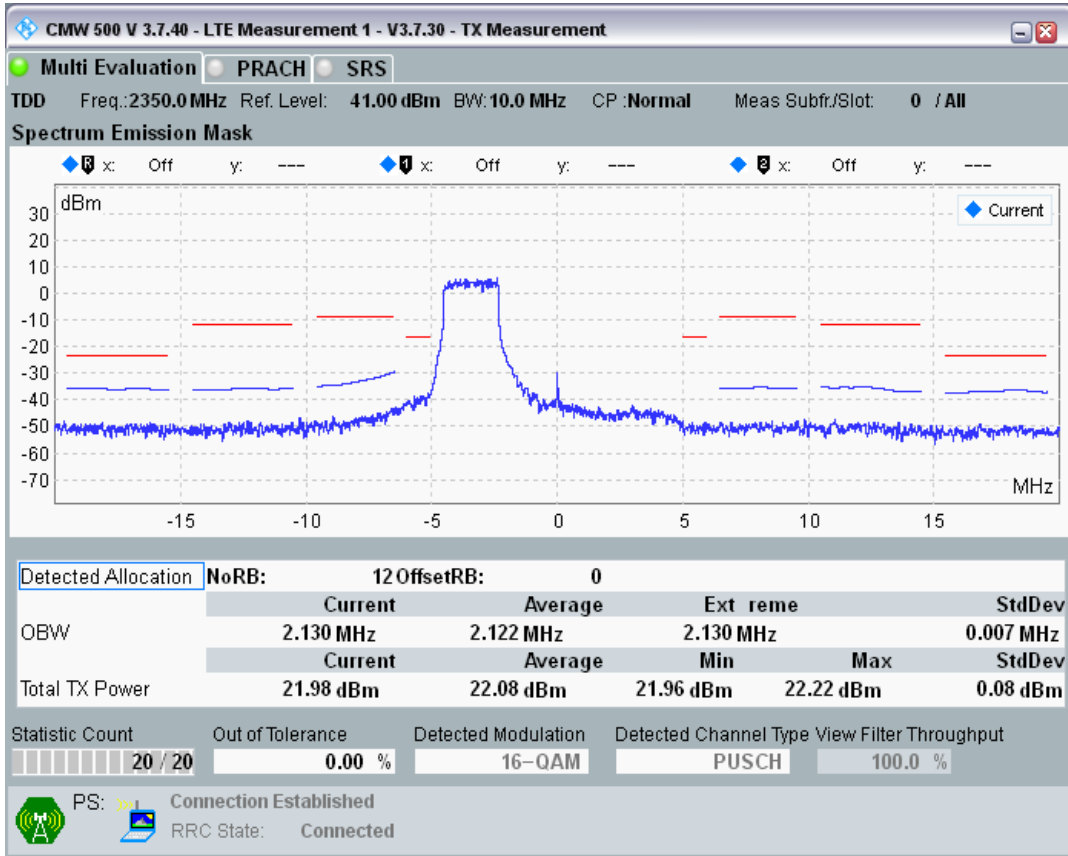 CMW 500 V 3.7.40 - LTE Measurement 1 - V3.7.30 - TX Measurement
Multi Evaluation PRACH SRS
TDD Freq.:2350.0 MHz Ref. Level: 41.00 dBm BW: 10.0 MHz CP :Normal Meas Subfr./Slot: 0 / All
Spectrum Emission Mask
R x: Off y: --- 1 x: Off y: --- 2 x: Off y: ---
dBm
Current
30
20
10
0
-10
-20
-30
-40
-50
-60
-70
MHz
-15 -10 -5 0 5 10 15
Detected Allocation NoRB: 12 OffsetRB: 0
Current Average Ext reme StdDev
OBW 2.130 MHz 2.122 MHz 2.130 MHz 0.007 MHz
Current Average Min Max StdDev
Total TX Power 21.98 dBm 22.08 dBm 21.96 dBm 22.22 dBm 0.08 dBm
Statistic Count Out of Tolerance Detected Modulation Detected Channel Type View Filter Throughput
20 / 20 0.00 % 16-QAM PUSCH 100.0 %
PS: Connection Established
RRC State: Connected